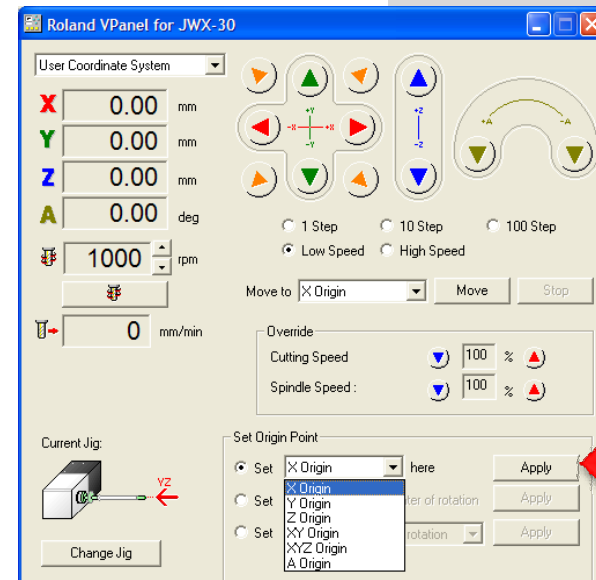 Roland VPanel for JWX-30
User Coordinate System
X 0.00 mm
Y 0.00 mm
Z 0.00 mm
A 0.00 deg
1000 rpm
0 mm/min
+Y
-X
-Y
+Z
-Z
+A -A
1 Step 10 Step 100 Step
Low Speed High Speed
Move to X Origin Move Stop
Override
Cutting Speed 100 %
Spindle Speed : 100 %
Current Jig:
YZ
Change Jig
Set Origin Point
Set X Origin here Apply
X Origin
Set Y Origin of rotation Apply
Z Origin
Set XY Origin rotation Apply
XYZ Origin
A Origin